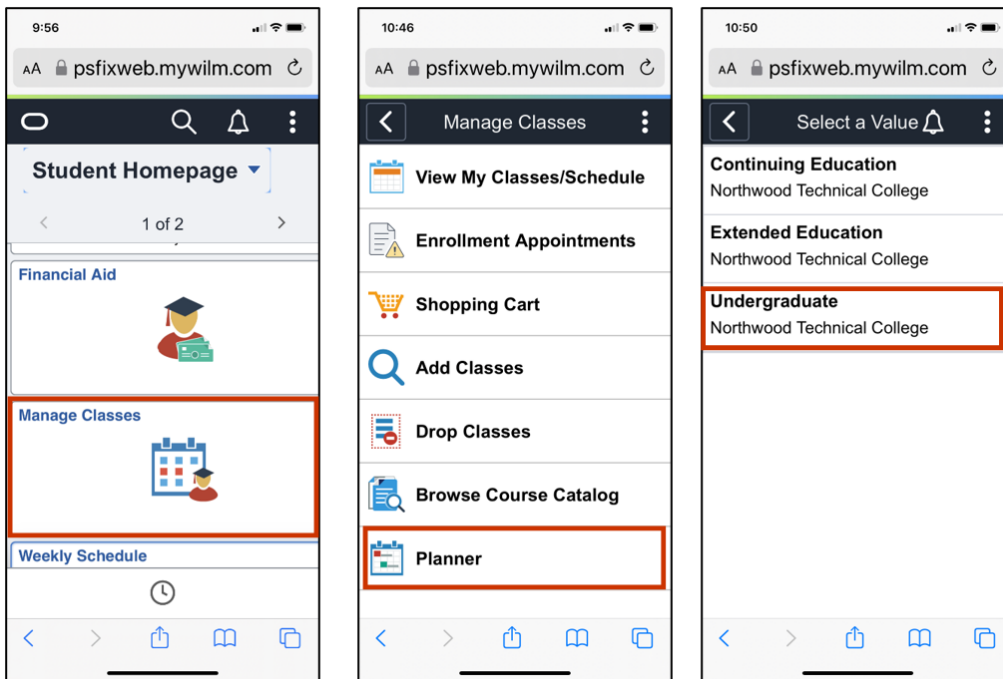 9:56
AA psfixweb.mywilm.com
Student Homepage
1 of 2
Financial Aid
Manage Classes
Weekly Schedule
10:46
AA psfixweb.mywilm.com
Manage Classes
View My Classes/Schedule
Enrollment Appointments
Shopping Cart
Add Classes
Drop Classes
Browse Course Catalog
Planner
10:50
AA psfixweb.mywilm.com
Select a Value
Continuing Education
Northwood Technical College
Extended Education
Northwood Technical College
Undergraduate
Northwood Technical College